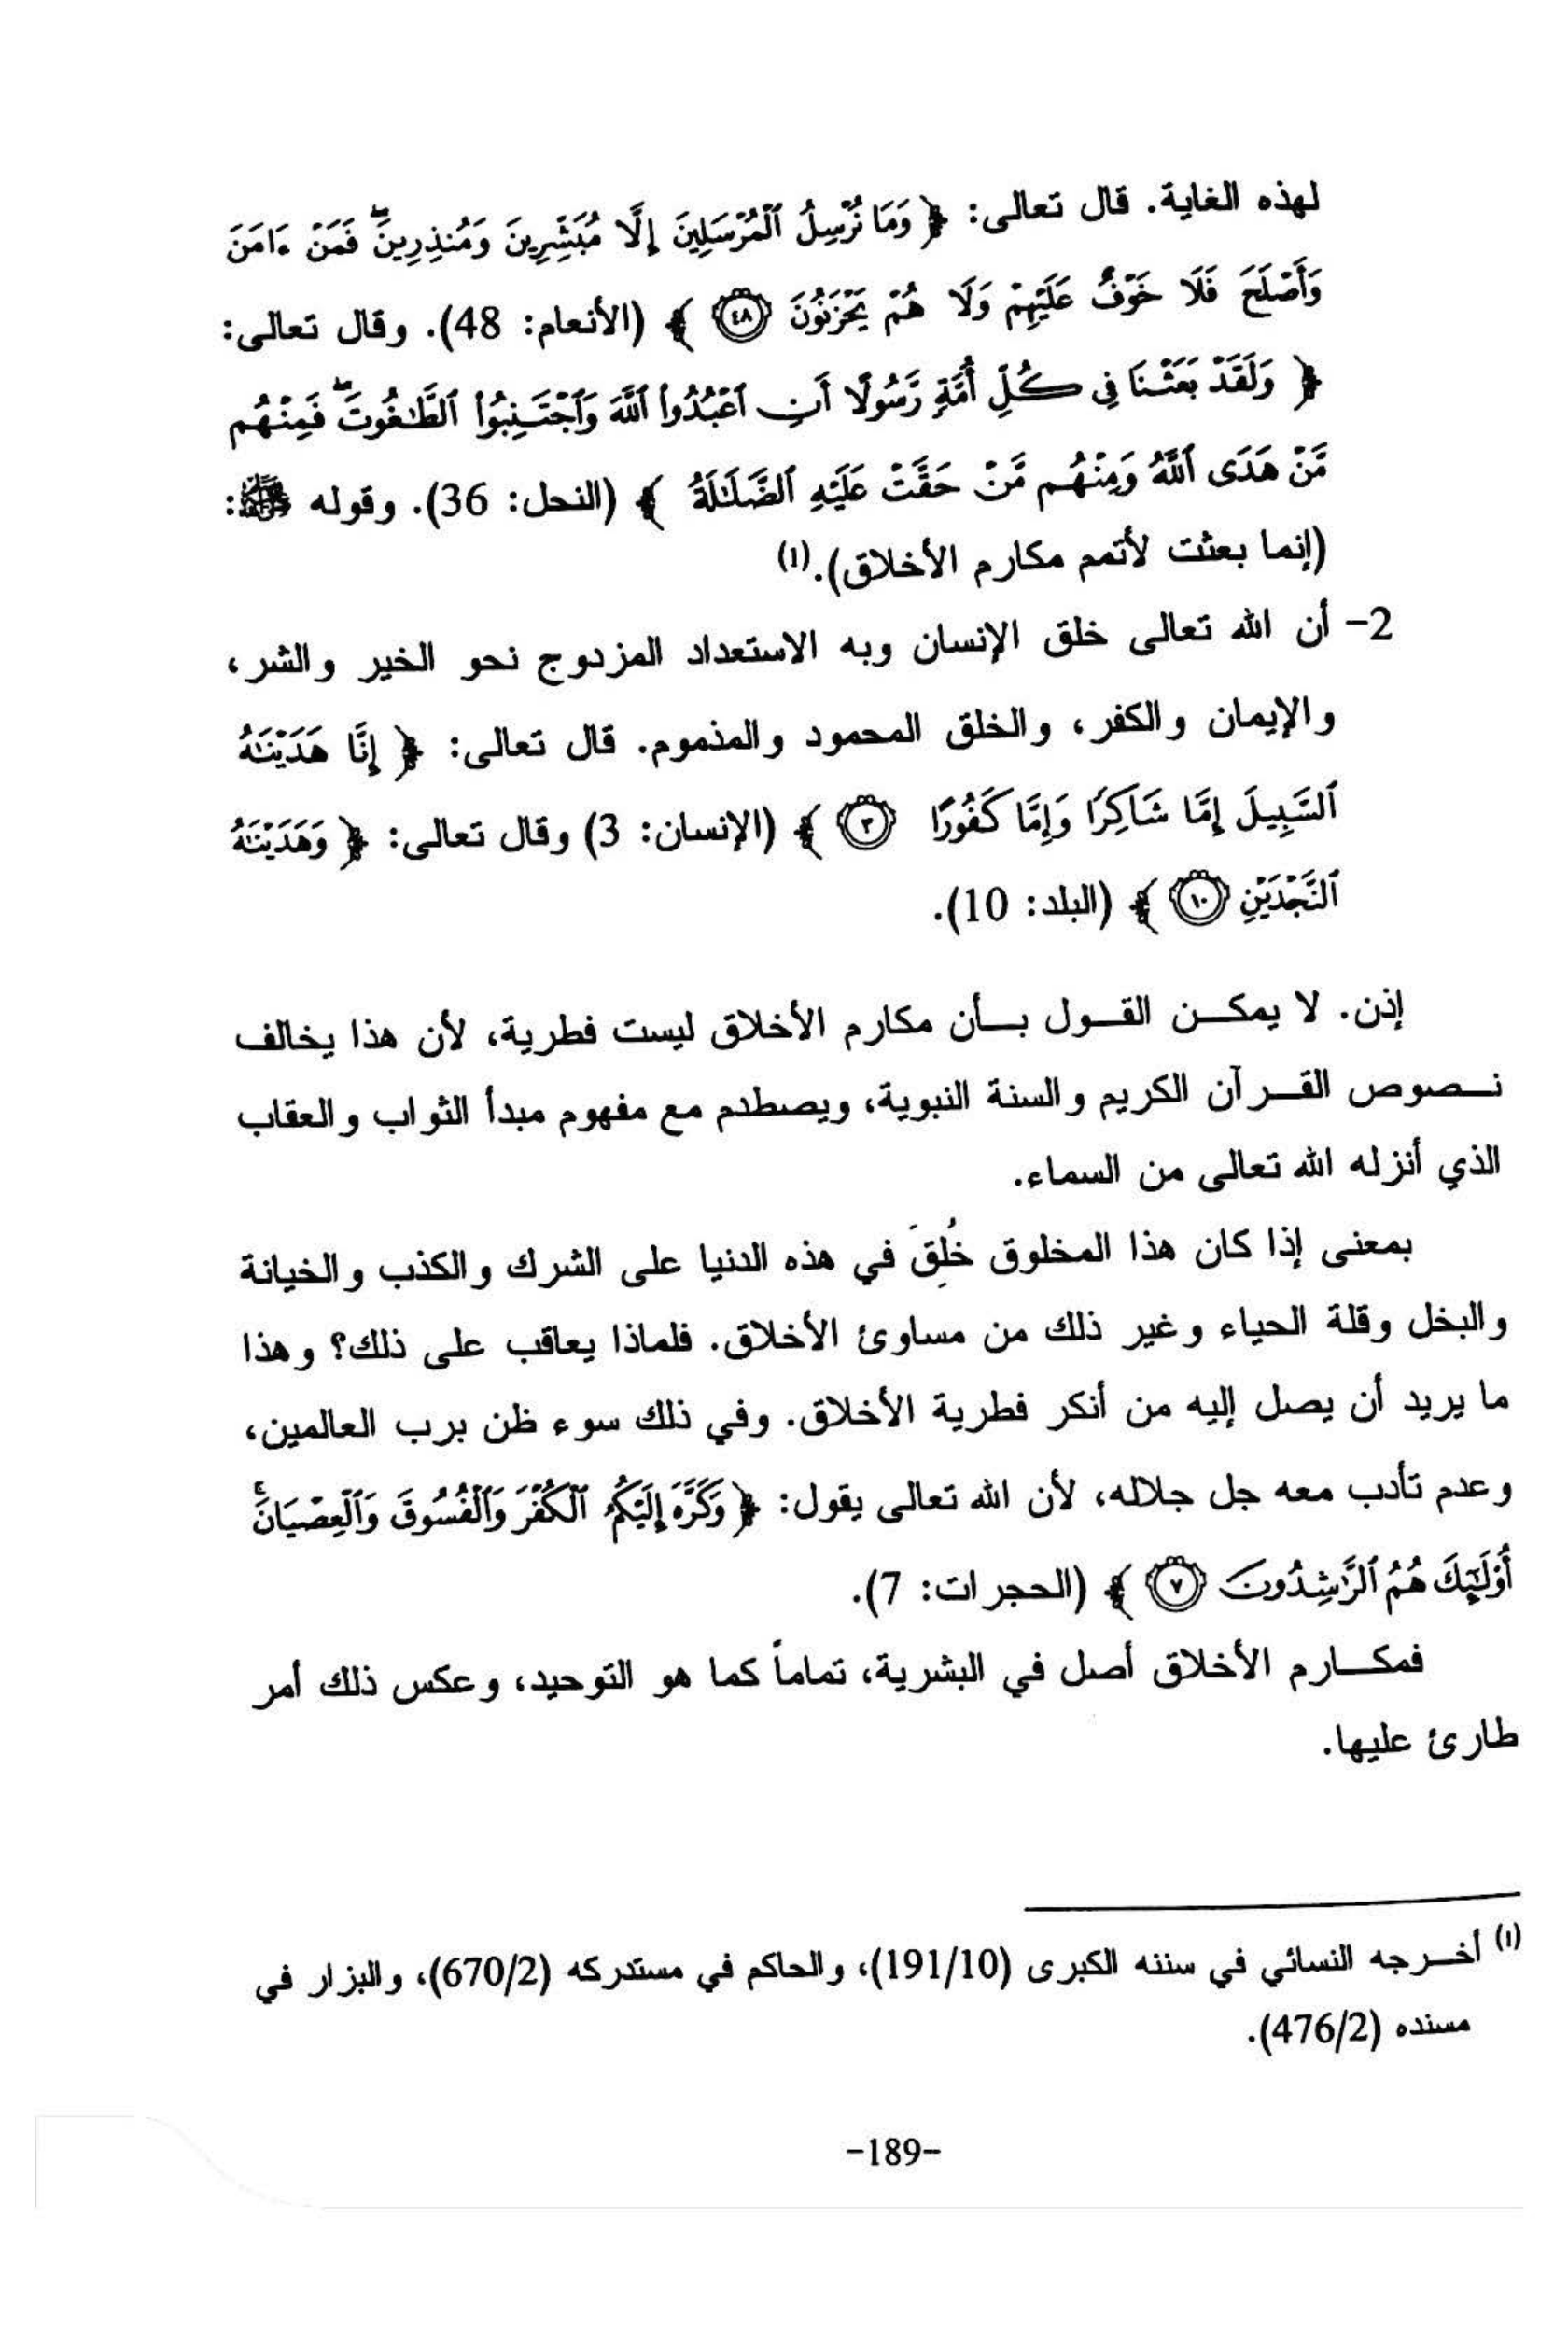 لهذه الغاية. قال تعالى: ﴿ وَمَا نُرْسِلُ ٱلْمُرْسَلِينَ إِلَّا مُبَشِّرِينَ وَمُنذِرِينَ ۖ فَمَنْ ءَامَنَ
وَأَصْلَحَ فَلَا خَوْفٌ عَلَيْهِمْ وَلَا هُمْ يَحْزَنُونَ ٤٨ ﴾ (الأنعام: 48). وقال تعالى:
﴿ وَلَقَدْ بَعَثْنَا فِي كُلِّ أُمَّةٍ رَّسُولًا أَنِ ٱعْبُدُوا۟ ٱللَّهَ وَٱجْتَنِبُوا۟ ٱلطَّٰغُوتَ ۖ فَمِنْهُم
مَّنْ هَدَى ٱللَّهُ وَمِنْهُم مَّنْ حَقَّتْ عَلَيْهِ ٱلضَّلَٰلَةُ ﴾ (النحل: 36). وقوله ﷺ:
(إنما بعثت لأتمم مكارم الأخلاق).(١)
2- أن الله تعالى خلق الإنسان وبه الاستعداد المزدوج نحو الخير والشر،
والإيمان والكفر، والخلق المحمود والمذموم. قال تعالى: ﴿ إِنَّا هَدَيْنَٰهُ
ٱلسَّبِيلَ إِمَّا شَاكِرًا وَإِمَّا كَفُورًا ٣ ﴾ (الإنسان: 3) وقال تعالى: ﴿ وَهَدَيْنَٰهُ
ٱلنَّجْدَيْنِ ١٠ ﴾ (البلد: 10).
إذن. لا يمكن القول بأن مكارم الأخلاق ليست فطرية، لأن هذا يخالف
نصوص القرآن الكريم والسنة النبوية، ويصطدم مع مفهوم مبدأ الثواب والعقاب
الذي أنزله الله تعالى من السماء.
بمعنى إذا كان هذا المخلوق خُلِقَ في هذه الدنيا على الشرك والكذب والخيانة
والبخل وقلة الحياء وغير ذلك من مساوئ الأخلاق. فلماذا يعاقب على ذلك؟ وهذا
ما يريد أن يصل إليه من أنكر فطرية الأخلاق. وفي ذلك سوء ظن برب العالمين،
وعدم تأدب معه جل جلاله، لأن الله تعالى يقول: ﴿ وَكَرَّهَ إِلَيْكُمُ ٱلْكُفْرَ وَٱلْفُسُوقَ وَٱلْعِصْيَانَ ۚ
أُو۟لَٰٓئِكَ هُمُ ٱلرَّٰشِدُونَ ٧ ﴾ (الحجرات: 7).
فمكارم الأخلاق أصل في البشرية، تماماً كما هو التوحيد، وعكس ذلك أمر
طارئ عليها.
(١) أخرجه النسائي في سننه الكبرى (191/10)، والحاكم في مستدركه (670/2)، والبزار في
مسنده (476/2).
-189-